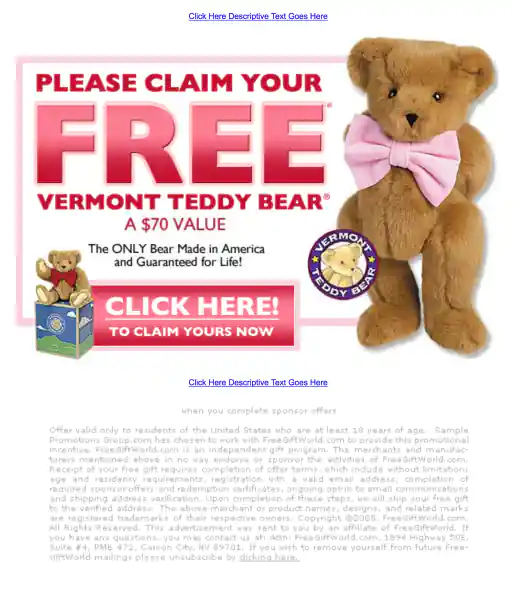 Click Here Descriptive Text Goes Here
PLEASE CLAIM YOUR
FREE*
VERMONT TEDDY BEAR®
A $70 VALUE
The ONLY Bear Made in America
and Guaranteed for Life!
VERMONT
TEDDY BEAR
CLICK HERE!
TO CLAIM YOURS NOW
Click Here Descriptive Text Goes Here
when you complete sponsor offers
Offer valid only to residents of the United States who are at least 18 years of age. Sample
Promotions Group.com has chosen to work with FreeGiftWorld.com to provide this promotional
incentive. FreeGiftWorld.com is an independent gift program. The merchants and manufac-
turers mentioned above in no way endorse or sponsor the activities of FreeGiftWorld.com.
Receipt of your free gift requires completion of offer terms, which include without limitation:
age and residency requirements, registration with a valid email address, completion of
required sponsor offers and redemption certificates, ongoing opt-in to email communications
and shipping address verification. Upon completion of these steps, we will ship your free gift
to the verified address. The above merchant or product names, designs, and related marks
are registered trademarks of their respective owners. Copyright FreeGiftWorld.com.
All Rights Reserved. This advertisement was sent to you by an affiliate of FreeGiftWorld. If
you have any questions, you may contact us at: Attn: FreeGiftWorld.com, 1894 Highway 50E,
Suite #4, PMB 472, Carson City, NV 89701. If you wish to remove yourself from future Free-
GiftWorld mailings please unsubscribe by clicking here.